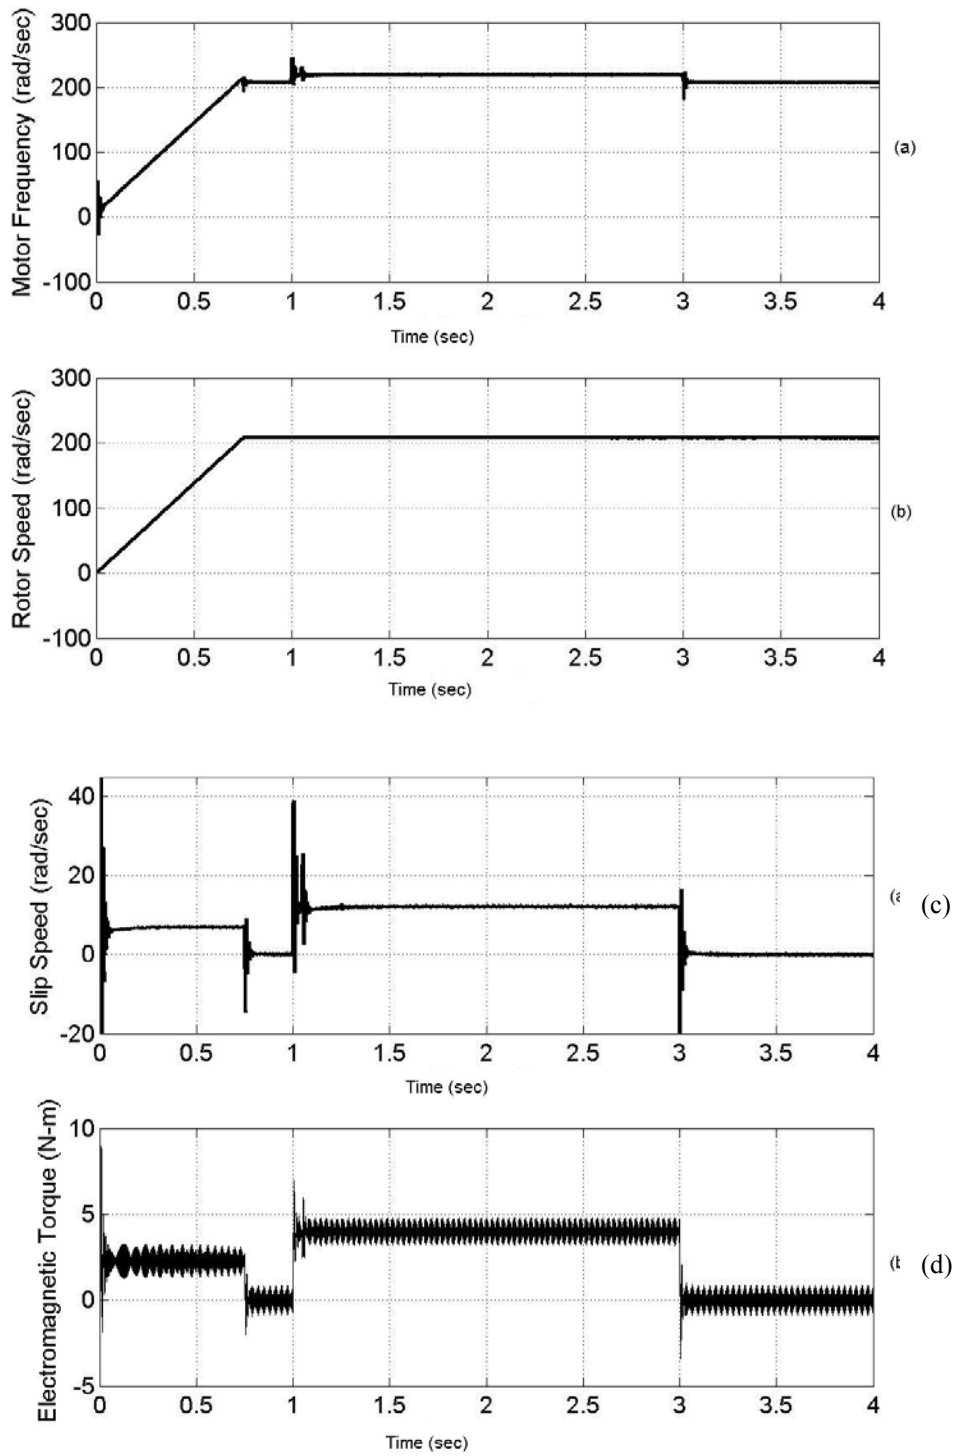 Motor Frequency (rad/sec)
300
200
100
0
-100
0 0.5 1 1.5 2 2.5 3 3.5 4
Time (sec)
(a)
Rotor Speed (rad/sec)
300
200
100
0
-100
0 0.5 1 1.5 2 2.5 3 3.5 4
Time (sec)
(b)
Slip Speed (rad/sec)
40
20
0
-20
0 0.5 1 1.5 2 2.5 3 3.5 4
Time (sec)
(a (c)
Electromagnetic Torque (N-m)
10
5
0
-5
0 0.5 1 1.5 2 2.5 3 3.5 4
Time (sec)
(b (d)